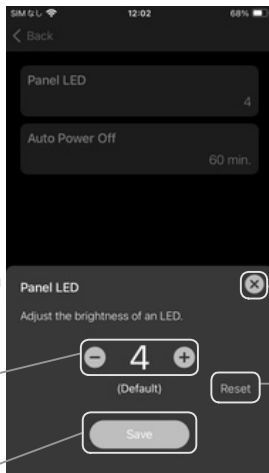 SIMなし 12:02 68%
Back
Panel LED
4
Auto Power Off
60 min.
Panel LED
Adjust the brightness of an LED.
4
(Default)
Reset
Save